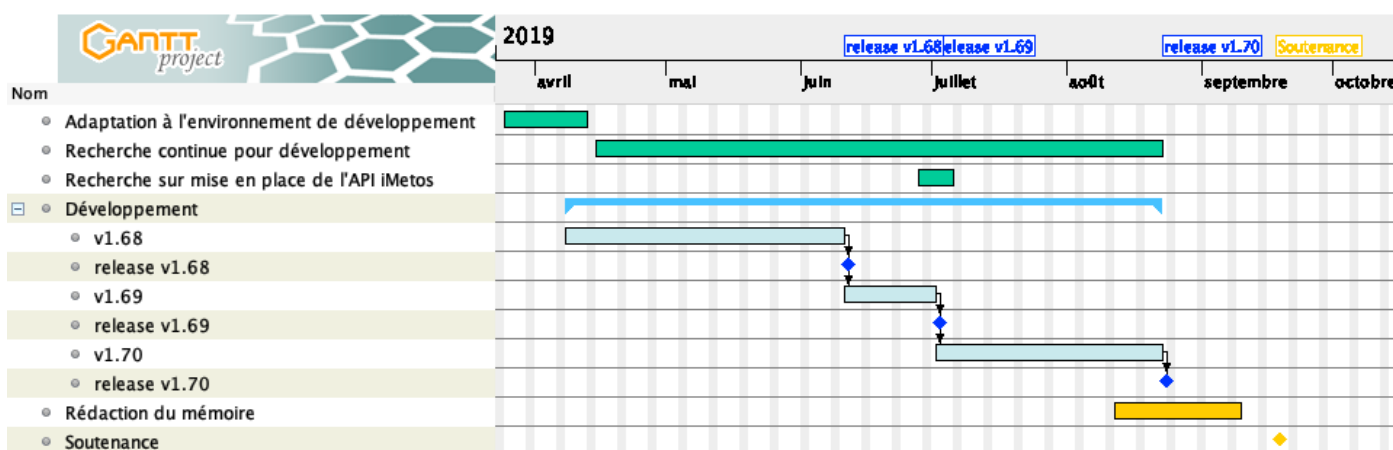 GANTT
project
2019
release v1.68
elease v1.69
release v1.70
Soutenance
avril mai juin juillet août septembre octobre
Nom
Adaptation à l'environnement de développement
Recherche continue pour développement
Recherche sur mise en place de l'API iMetos
Développement
v1.68
release v1.68
v1.69
release v1.69
v1.70
release v1.70
Rédaction du mémoire
Soutenance